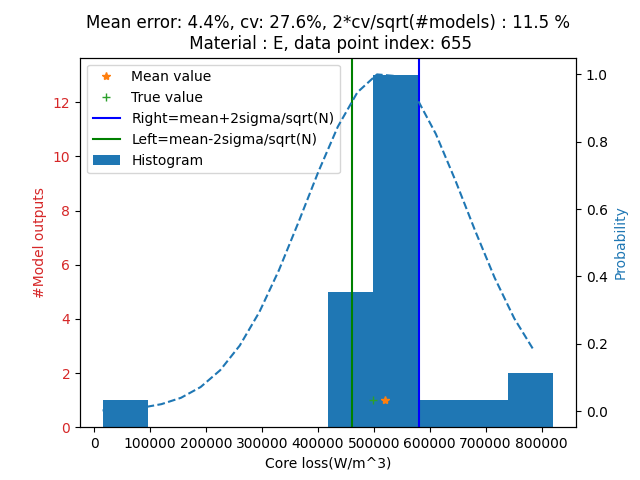 Mean error: 4.4%, cv: 27.6%, 2*cv/sqrt(#models) : 11.5 %
Material : E, data point index: 655
Mean value
True value
Right=mean+2sigma/sqrt(N)
Left=mean-2sigma/sqrt(N)
Histogram
#Model outputs
12
10
8
6
4
2
0
1.0
0.8
0.6
0.4
0.2
0.0
Probability
0 100000 200000 300000 400000 500000 600000 700000 800000
Core loss(W/m^3)